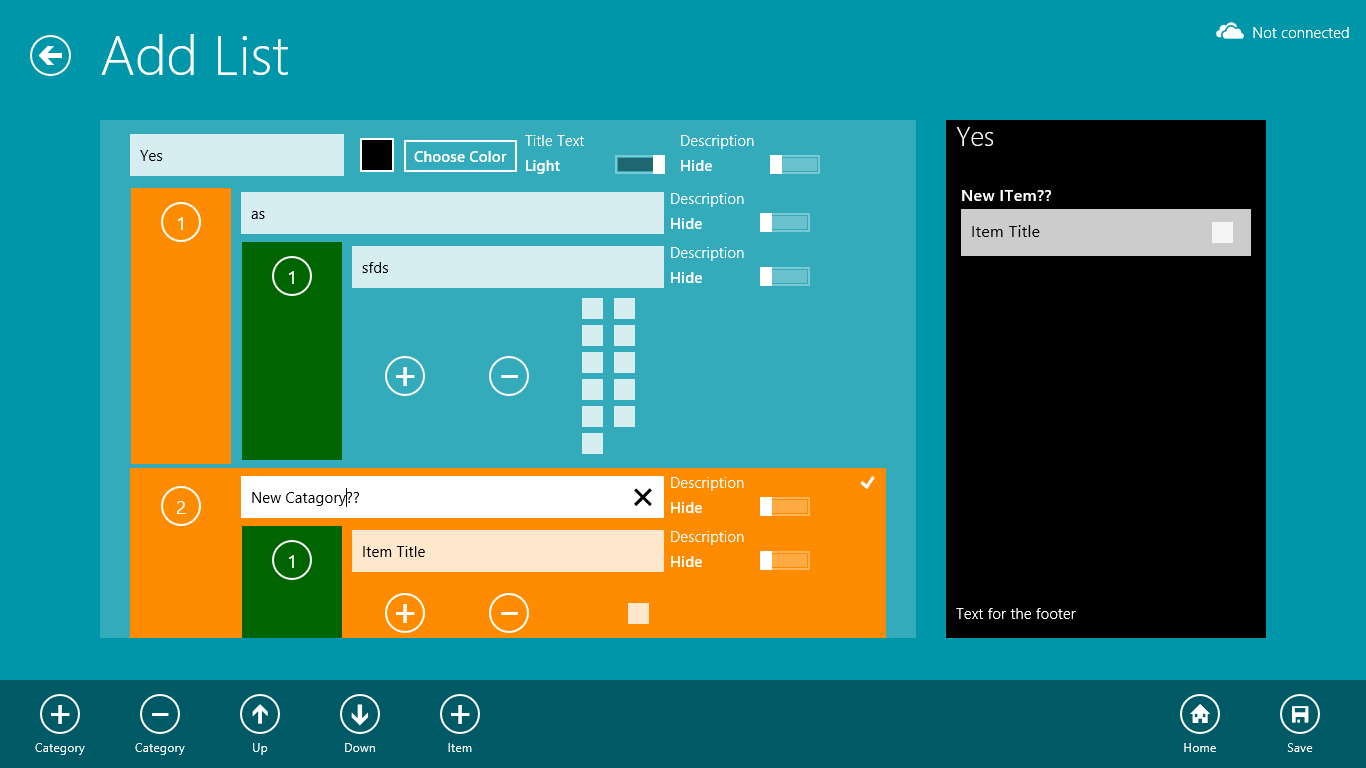 Add List
Not connected
Yes
Choose Color
Title Text
Light
Description
Hide
1
as
Description
Hide
1
sfds
Description
Hide
2
New Catagory??
Description
Hide
1
Item Title
Description
Hide
Yes
New ITem??
Item Title
Text for the footer
Category
Category
Up
Down
Item
Home
Save